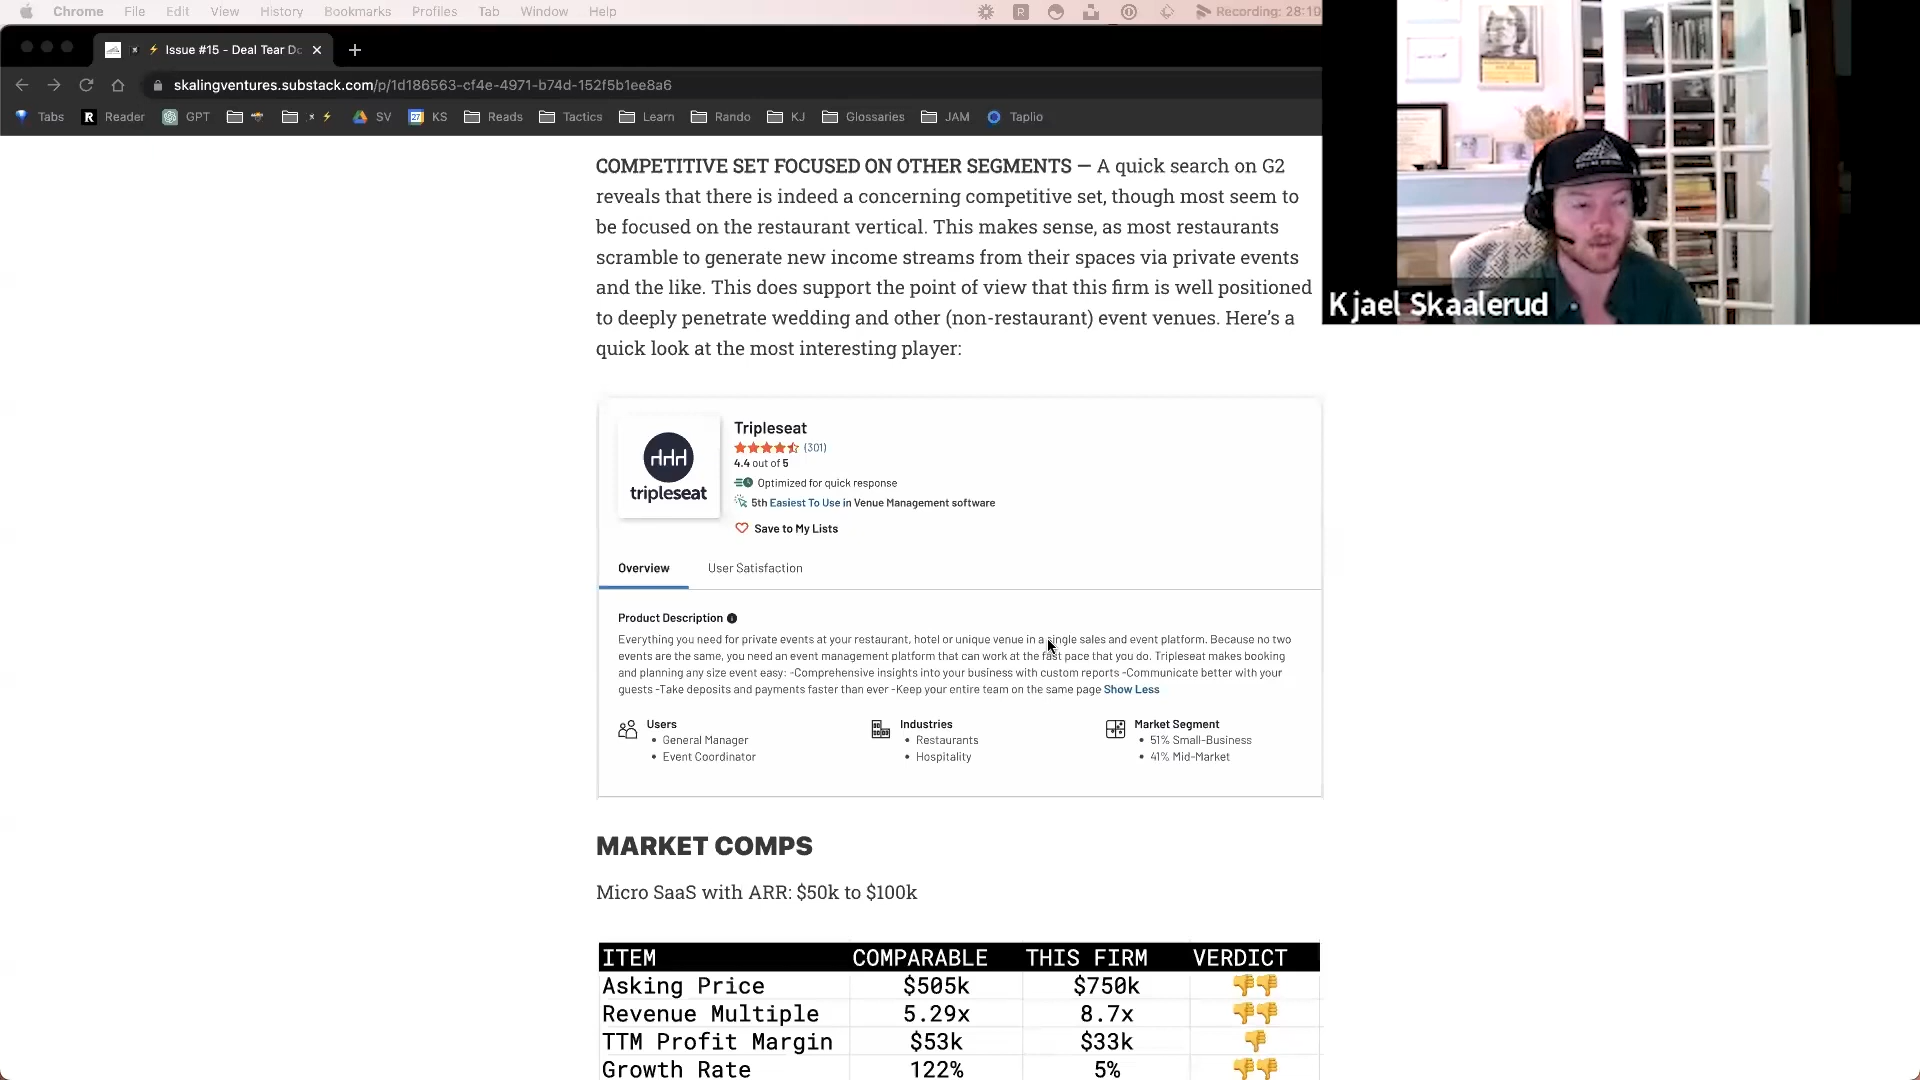 Chrome File Edit View History Bookmarks Profiles Tab Window Help Recording: 28:10
Issue #15 - Deal Tear Do
skalingventures.substack.com/p/1d186563-cf4e-4971-b74d-152f5b1ee8a6
Tabs Reader GPT SV KS Reads Tactics Learn Rando KJ Glossaries JAM Taplio
COMPETITIVE SET FOCUSED ON OTHER SEGMENTS — A quick search on G2
reveals that there is indeed a concerning competitive set, though most seem to
be focused on the restaurant vertical. This makes sense, as most restaurants
scramble to generate new income streams from their spaces via private events
and the like. This does support the point of view that this firm is well positioned
to deeply penetrate wedding and other (non-restaurant) event venues. Here's a
quick look at the most interesting player:
Kjael Skaalerud
tripleseat
Tripleseat
(301)
4.4 out of 5
Optimized for quick response
5th Easiest To Use in Venue Management software
Save to My Lists
Overview User Satisfaction
Product Description
Everything you need for private events at your restaurant, hotel or unique venue in a single sales and event platform. Because no two
events are the same, you need an event management platform that can work at the fast pace that you do. Tripleseat makes booking
and planning any size event easy: -Comprehensive insights into your business with custom reports -Communicate better with your
guests -Take deposits and payments faster than ever -Keep your entire team on the same page Show Less
Users Industries Market Segment
• General Manager • Restaurants • 51% Small-Business
• Event Coordinator • Hospitality • 41% Mid-Market
MARKET COMPS
Micro SaaS with ARR: $50k to $100k
ITEM COMPARABLE THIS FIRM VERDICT
Asking Price $505k $750k
Revenue Multiple 5.29x 8.7x
TTM Profit Margin $53k $33k
Growth Rate 122% 5%